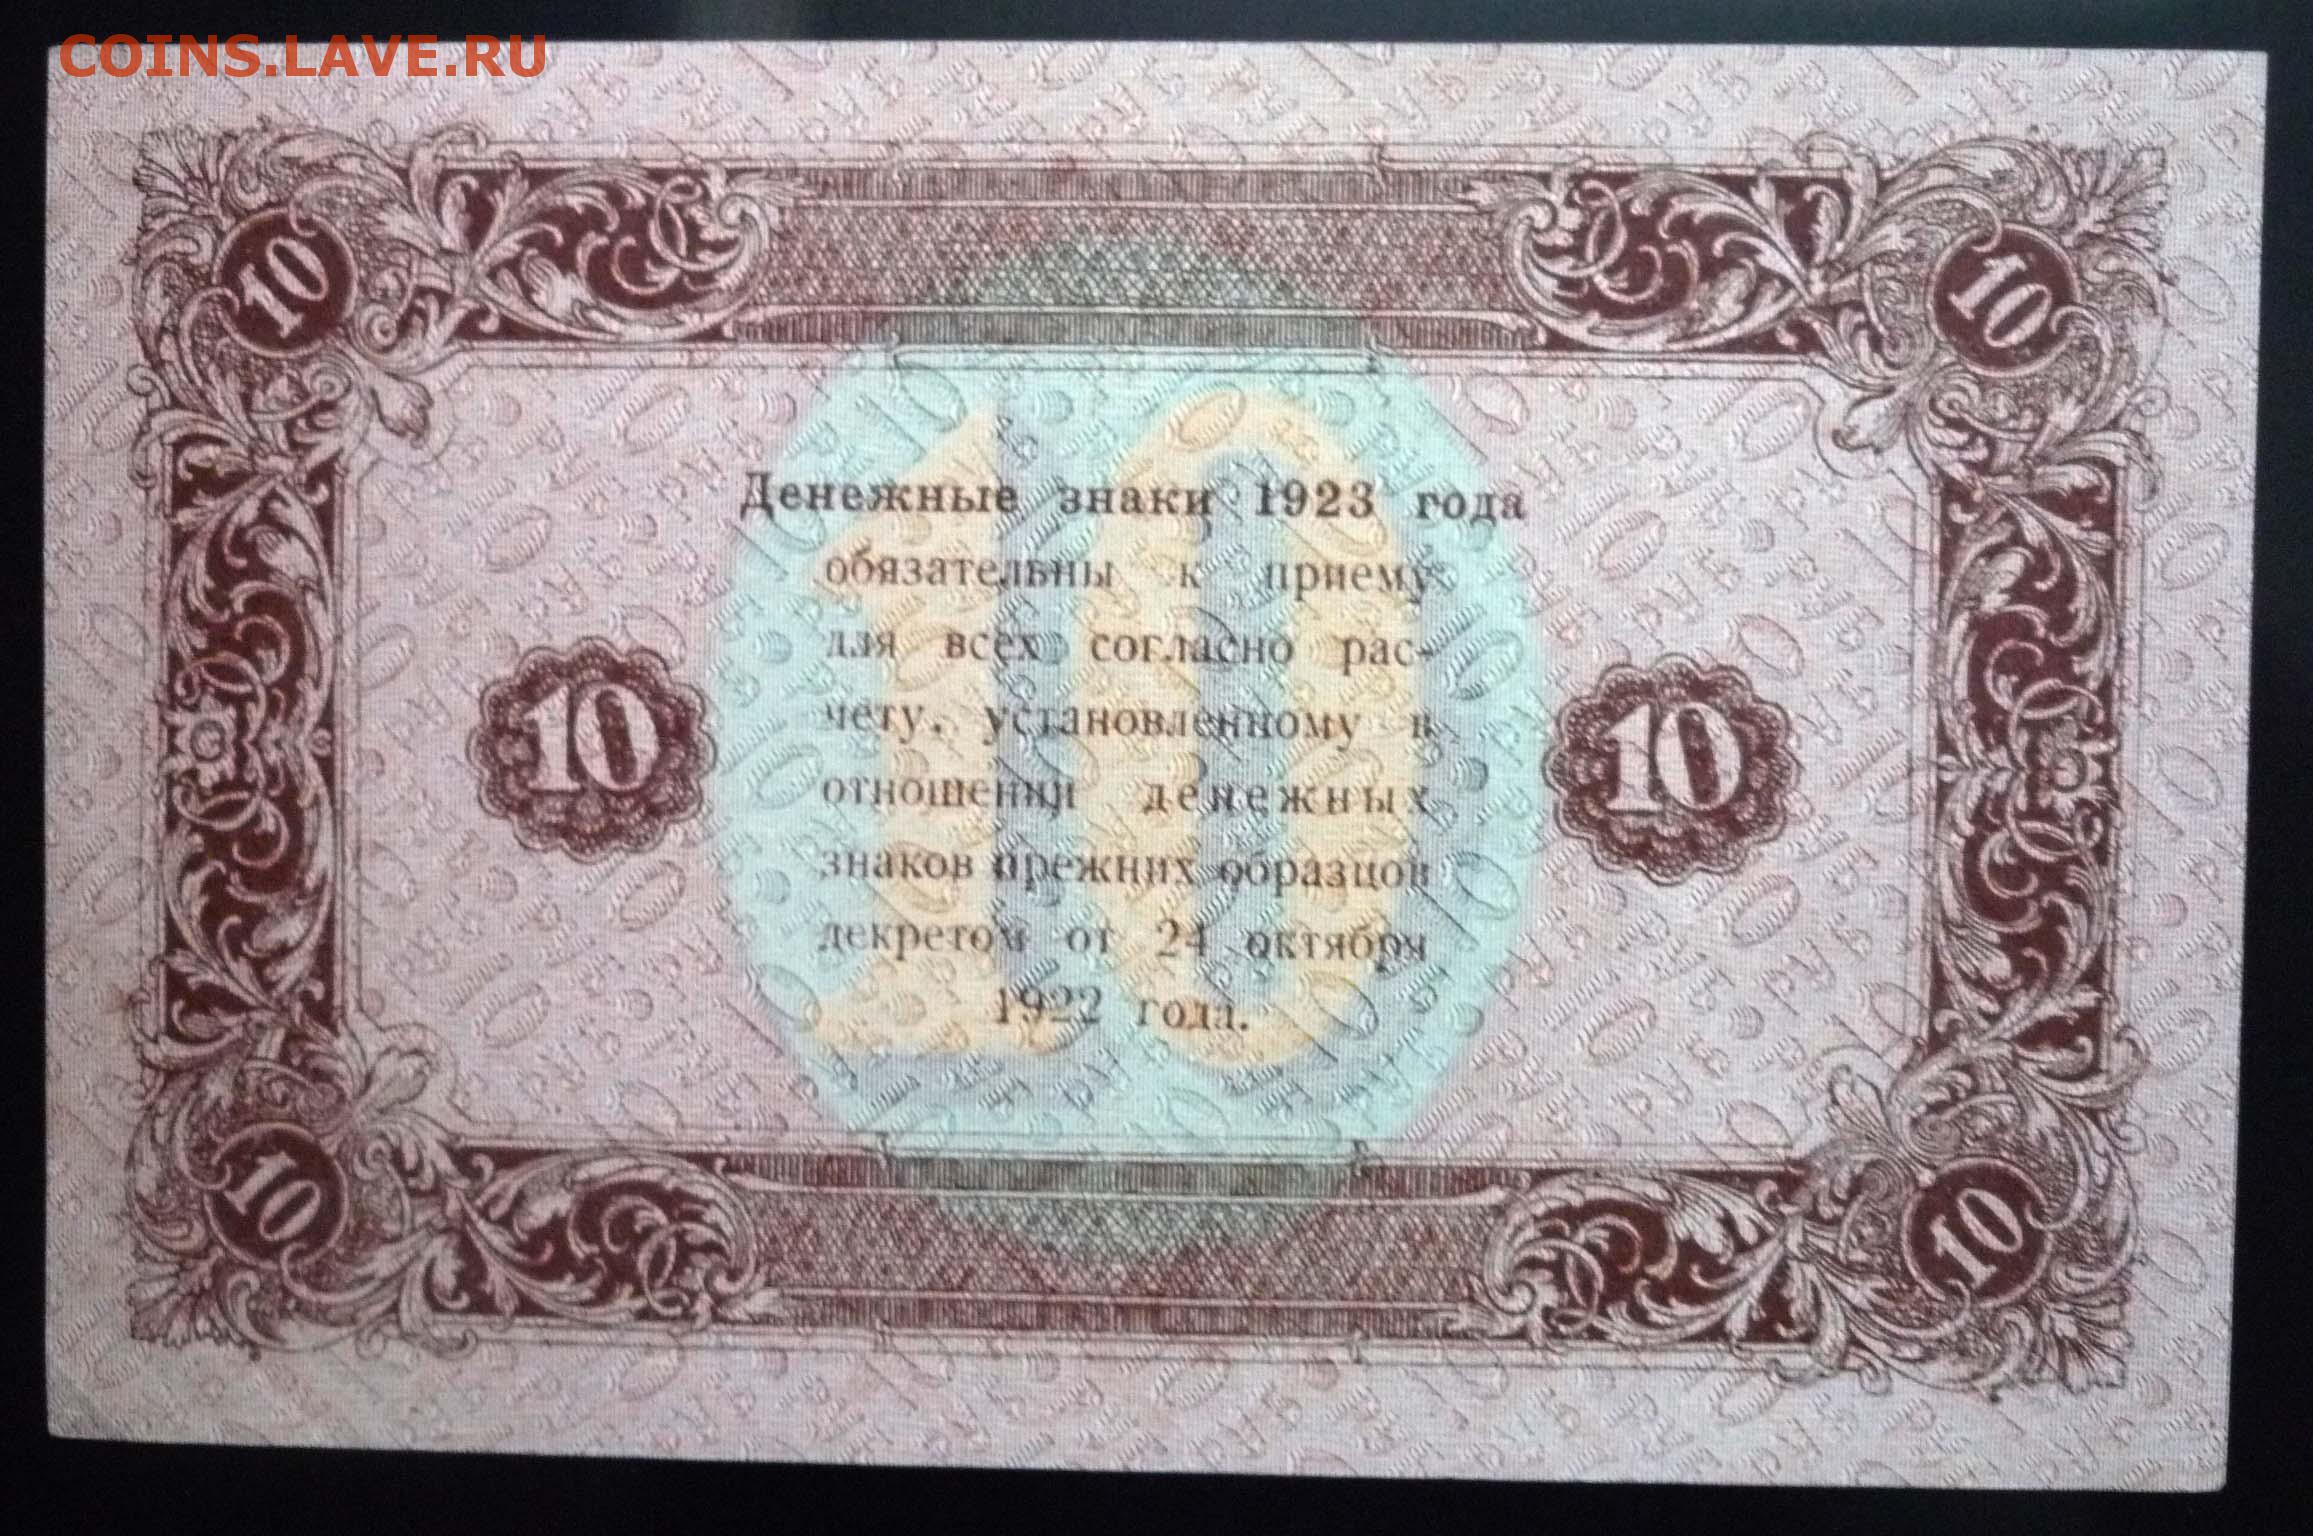 COINS.LAVE.RU
10 10
Денежные знаки 1923 года
обязательны к приему
для всех согласно рас-
чету, установленному в
отношении денежных
знаков прежних образцов
декретом от 24 октября
1922 года.
10
10 10
10 10